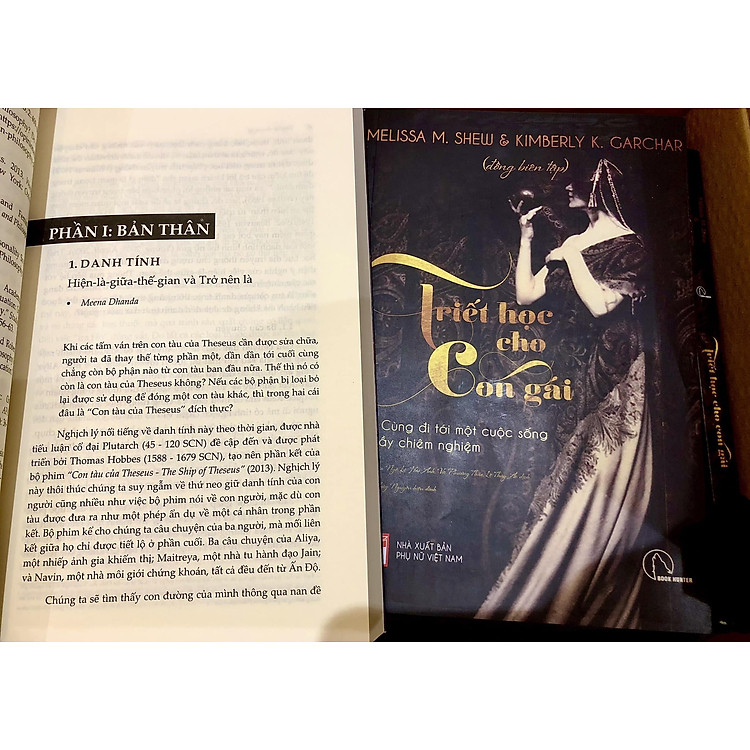 PHẦN I: BẢN THÂN
1. DANH TÍNH
Hiện-là-giữa-thế-gian và Trở nên là
• Meena Dhanda
Khi các tấm ván trên con tàu của Theseus cần được sửa chữa,
người ta đã thay thế từng phần một, dần dần tới cuối cùng
chẳng còn bộ phận nào từ con tàu ban đầu nữa. Thế thì nó có
còn là con tàu của Theseus không? Nếu các bộ phận bị loại bỏ
lại được sử dụng để đóng một con tàu khác, thì trong hai cái
đâu là “Con tàu của Theseus” đích thực?
Nghịch lý nổi tiếng về danh tính này theo thời gian, được nhà
tiểu luận cổ đại Plutarch (45 - 120 SCN) đề cập đến và được phát
triển bởi Thomas Hobbes (1588 - 1679 SCN), tạo nên phần kết của
bộ phim “Con tàu của Theseus - The Ship of Theseus” (2013). Nghịch lý
này thôi thúc chúng ta suy ngẫm về thứ neo giữ danh tính của con
người cũng nhiều như việc bộ phim nói về con người, mặc dù con
tàu được đưa ra như một phép ẩn dụ về một cá nhân trong phần
kết. Bộ phim kể cho chúng ta câu chuyện của ba người, mà mối liên
kết giữa họ chỉ được tiết lộ ở phần cuối. Ba câu chuyện của Aliya,
một nhiếp ảnh gia khiếm thị; Maitreya, một nhà tu hành đạo Jain;
và Navin, một nhà môi giới chứng khoán, tất cả đều đến từ Ấn Độ.
Chúng ta sẽ tìm thấy con đường của mình thông qua nan đề
MELISSA M. SHEW & KIMBERLY K. GARCHAR
(đồng biên tập)
Triết học
cho
Con gái
Cùng đi tới một cuộc sống
ầy chiêm nghiệm
NHÀ XUẤT BẢN
PHỤ NỮ VIỆT NAM
BOOK HUNTER
Triết học cho con gái